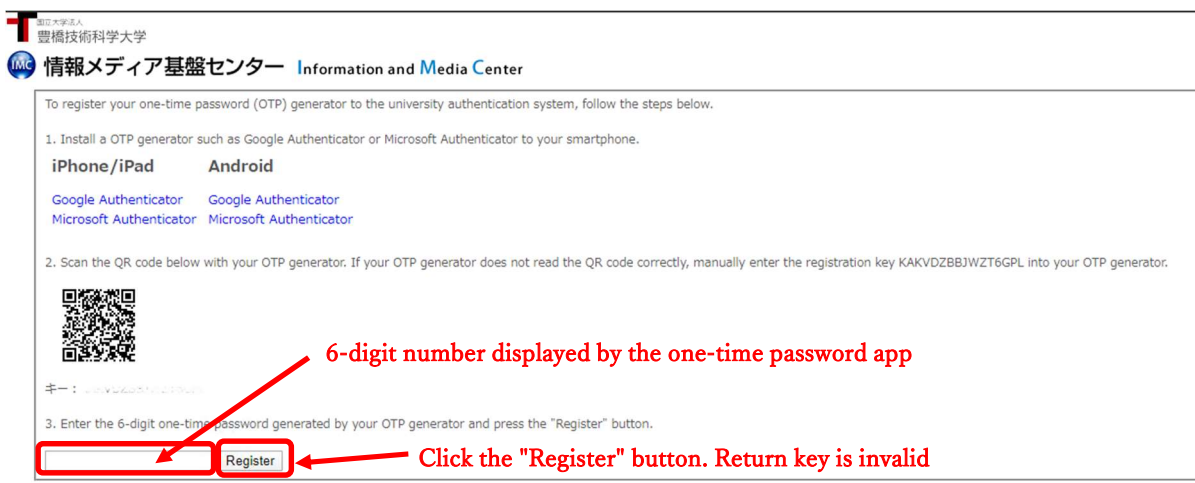 国立大学法人
豊橋技術科学大学
IMC 情報メディア基盤センター Information and Media Center
To register your one-time password (OTP) generator to the university authentication system, follow the steps below.
1. Install a OTP generator such as Google Authenticator or Microsoft Authenticator to your smartphone.
iPhone/iPad Android
Google Authenticator Google Authenticator
Microsoft Authenticator Microsoft Authenticator
2. Scan the QR code below with your OTP generator. If your OTP generator does not read the QR code correctly, manually enter the registration key KAKVDZBBJWZT6GPL into your OTP generator.
6-digit number displayed by the one-time password app
キー：
3. Enter the 6-digit one-time password generated by your OTP generator and press the "Register" button.
Register
Click the "Register" button. Return key is invalid